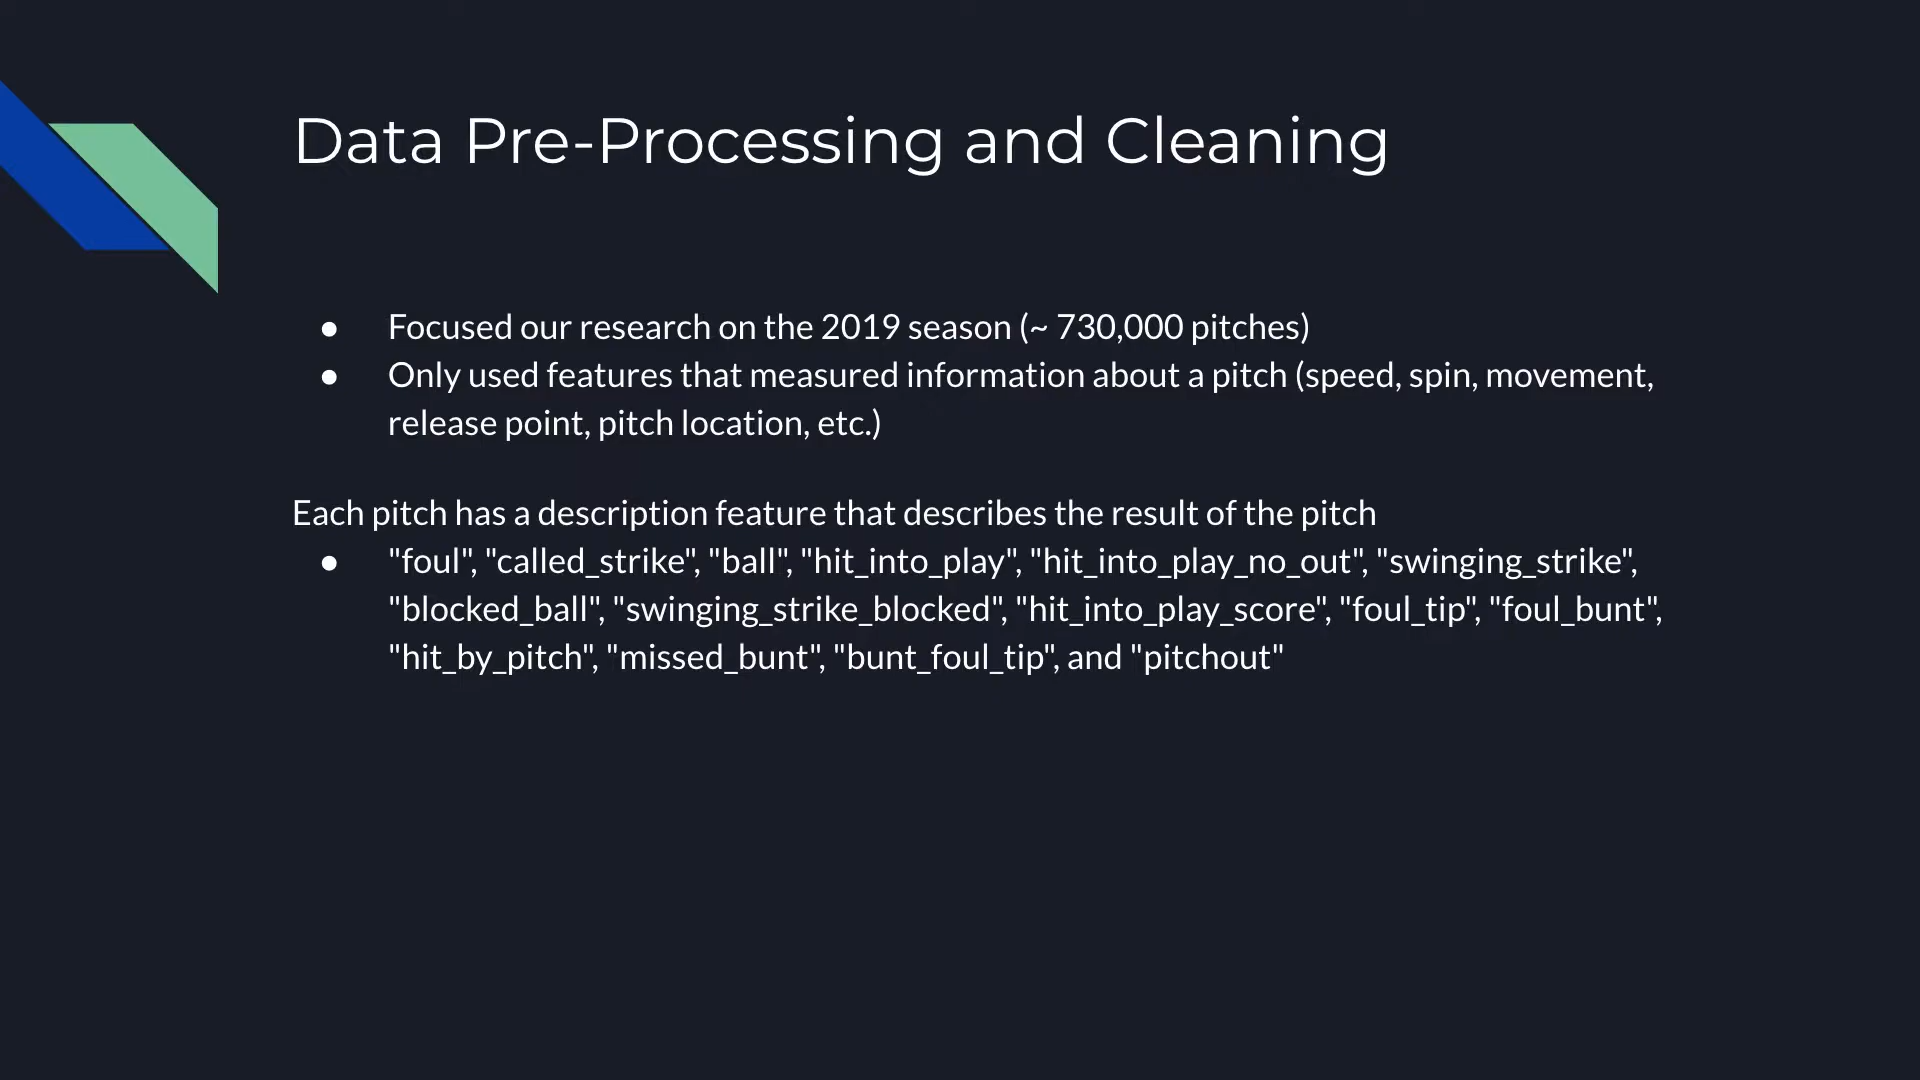 Data Pre-Processing and Cleaning
● Focused our research on the 2019 season (~ 730,000 pitches)
● Only used features that measured information about a pitch (speed, spin, movement,
release point, pitch location, etc.)
Each pitch has a description feature that describes the result of the pitch
● "foul", "called_strike", "ball", "hit_into_play", "hit_into_play_no_out", "swinging_strike",
"blocked_ball", "swinging_strike_blocked", "hit_into_play_score", "foul_tip", "foul_bunt",
"hit_by_pitch", "missed_bunt", "bunt_foul_tip", and "pitchout"